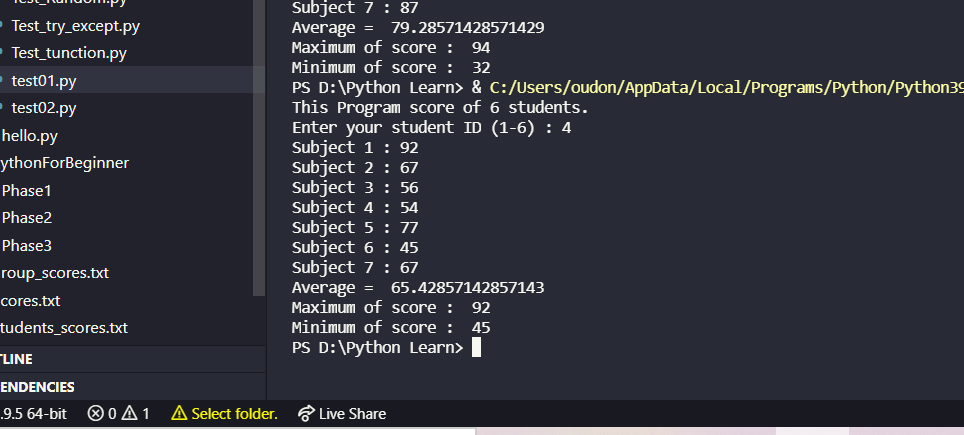 Test_Random.py
Test_try_except.py
Test_tunction.py
test01.py
test02.py
hello.py
ythonForBeginner
Phase1
Phase2
Phase3
roup_scores.txt
cores.txt
tudents_scores.txt
TLINE
ENDENCIES
Subject 7 : 87
Average =  79.28571428571429
Maximum of score :  94
Minimum of score :  32
PS D:\Python Learn> & C:/Users/oudon/AppData/Local/Programs/Python/Python39
This Program score of 6 students.
Enter your student ID (1-6) : 4
Subject 1 : 92
Subject 2 : 67
Subject 3 : 56
Subject 4 : 54
Subject 5 : 77
Subject 6 : 45
Subject 7 : 67
Average =  65.42857142857143
Maximum of score :  92
Minimum of score :  45
PS D:\Python Learn>
.9.5 64-bit 0 1 Select folder. Live Share